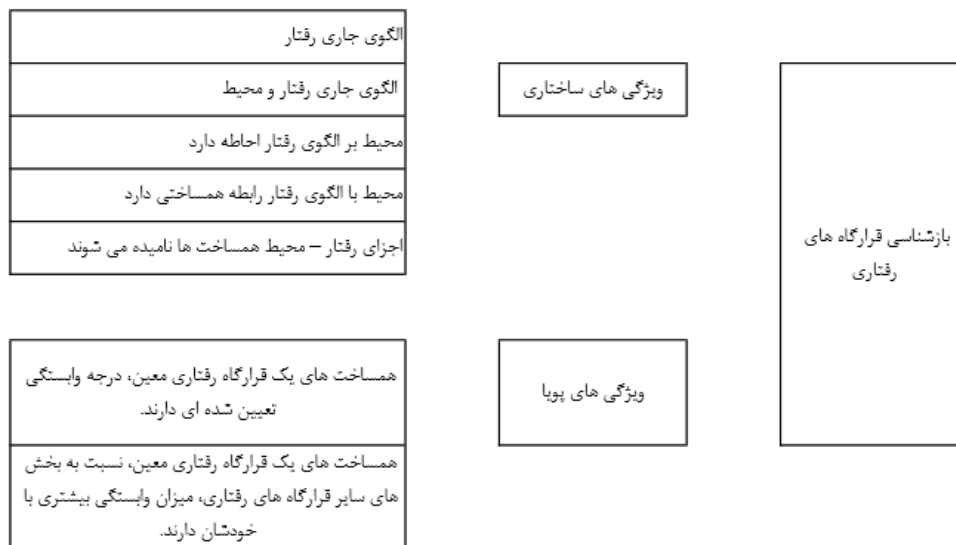 بازشناسی قرارگاه های
رفتاری
ویژگی های ساختاری
الگوی جاری رفتار
الگوی جاری رفتار و محیط
محیط بر الگوی رفتار احاطه دارد
محیط با الگوی رفتار رابطه همساختی دارد
اجزای رفتار – محیط همساخت ها نامیده می شوند
ویژگی های پویا
همساخت های یک قرارگاه رفتاری معین، درجه وابستگی
تعیین شده ای دارند.
همساخت های یک قرارگاه رفتاری معین، نسبت به بخش
های سایر قرارگاه های رفتاری، میزان وابستگی بیشتری با
خودشان دارند.